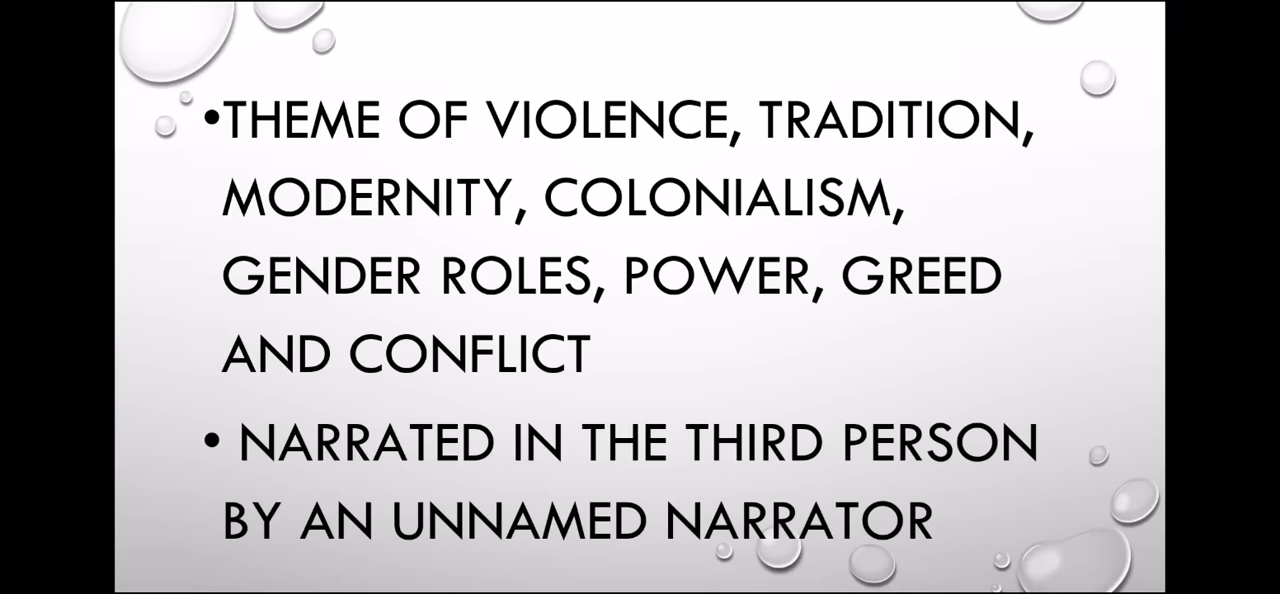 •THEME OF VIOLENCE, TRADITION,
MODERNITY, COLONIALISM,
GENDER ROLES, POWER, GREED
AND CONFLICT
• NARRATED IN THE THIRD PERSON
BY AN UNNAMED NARRATOR